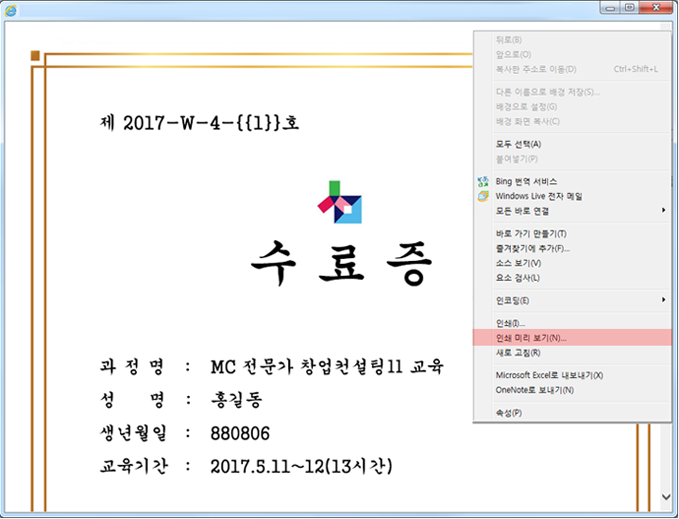 제 2017-W-4-{{1}}호
수 료 증
과 정 명 : MC 전문가 창업컨설팅11 교육
성 명 : 홍길동
생년월일 : 880806
교육기간 : 2017.5.11~12(13시간)
뒤로(B)
앞으로(O)
복사한 주소로 이동(D) Ctrl+Shift+L
다른 이름으로 배경 저장(S)...
배경으로 설정(G)
배경 화면 복사(C)
모두 선택(A)
붙여넣기(P)
Bing 번역 서비스
Windows Live 전자 메일
모든 바로 연결
바로 가기 만들기(T)
즐겨찾기에 추가(F)...
소스 보기(V)
요소 검사(L)
인코딩(E)
인쇄(I)...
인쇄 미리 보기(N)...
새로 고침(R)
Microsoft Excel로 내보내기(X)
OneNote로 보내기(N)
속성(P)